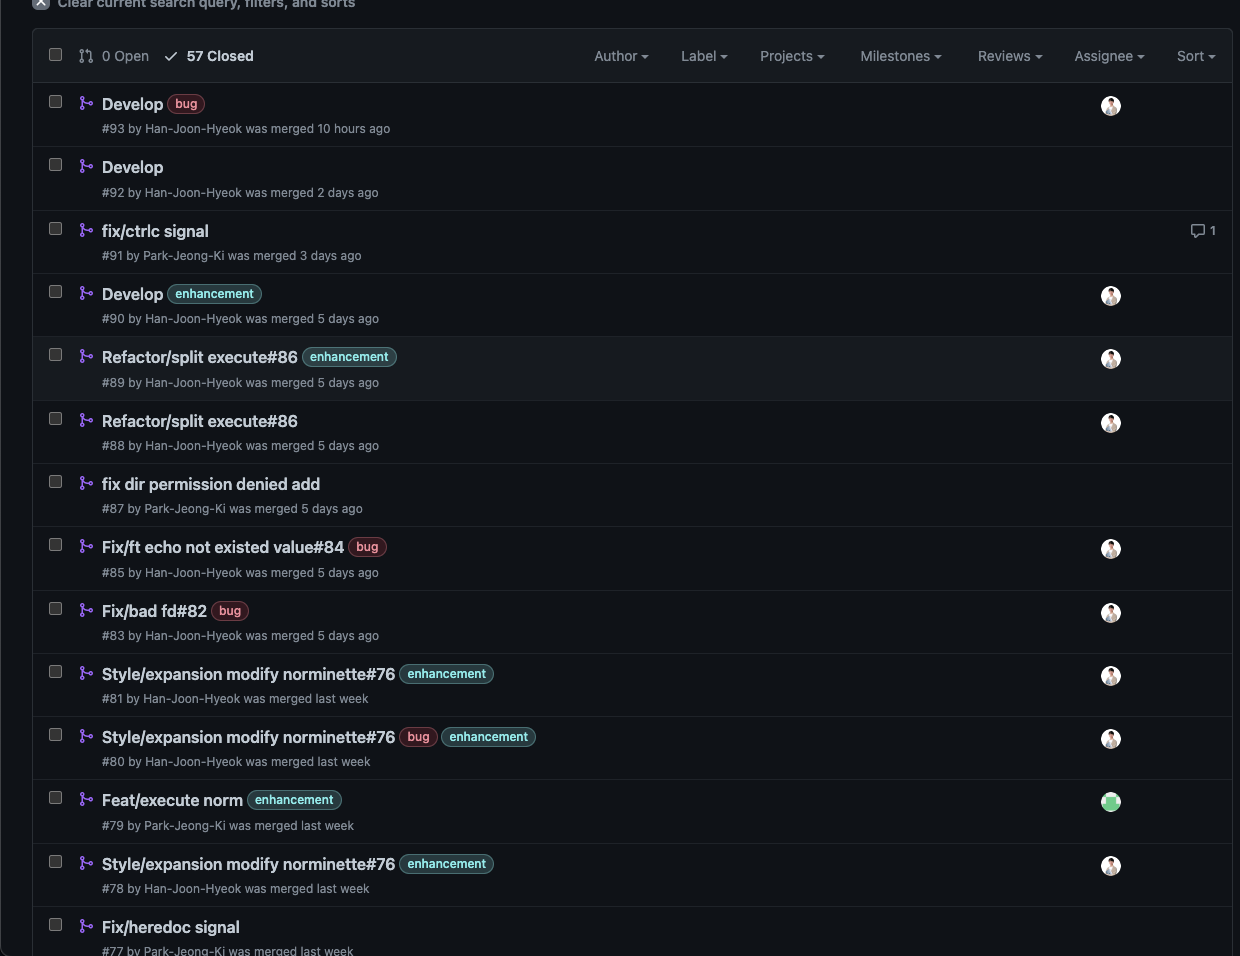 Clear current search query, filters, and sorts
0 Open 57 Closed Author Label Projects Milestones Reviews Assignee Sort
Develop bug
#93 by Han-Joon-Hyeok was merged 10 hours ago
Develop
#92 by Han-Joon-Hyeok was merged 2 days ago
fix/ctrlc signal 1
#91 by Park-Jeong-Ki was merged 3 days ago
Develop enhancement
#90 by Han-Joon-Hyeok was merged 5 days ago
Refactor/split execute#86 enhancement
#89 by Han-Joon-Hyeok was merged 5 days ago
Refactor/split execute#86
#88 by Han-Joon-Hyeok was merged 5 days ago
fix dir permission denied add
#87 by Park-Jeong-Ki was merged 5 days ago
Fix/ft echo not existed value#84 bug
#85 by Han-Joon-Hyeok was merged 5 days ago
Fix/bad fd#82 bug
#83 by Han-Joon-Hyeok was merged 5 days ago
Style/expansion modify norminette#76 enhancement
#81 by Han-Joon-Hyeok was merged last week
Style/expansion modify norminette#76 bug enhancement
#80 by Han-Joon-Hyeok was merged last week
Feat/execute norm enhancement
#79 by Park-Jeong-Ki was merged last week
Style/expansion modify norminette#76 enhancement
#78 by Han-Joon-Hyeok was merged last week
Fix/heredoc signal
#77 by Park-Jeong-Ki was merged last week